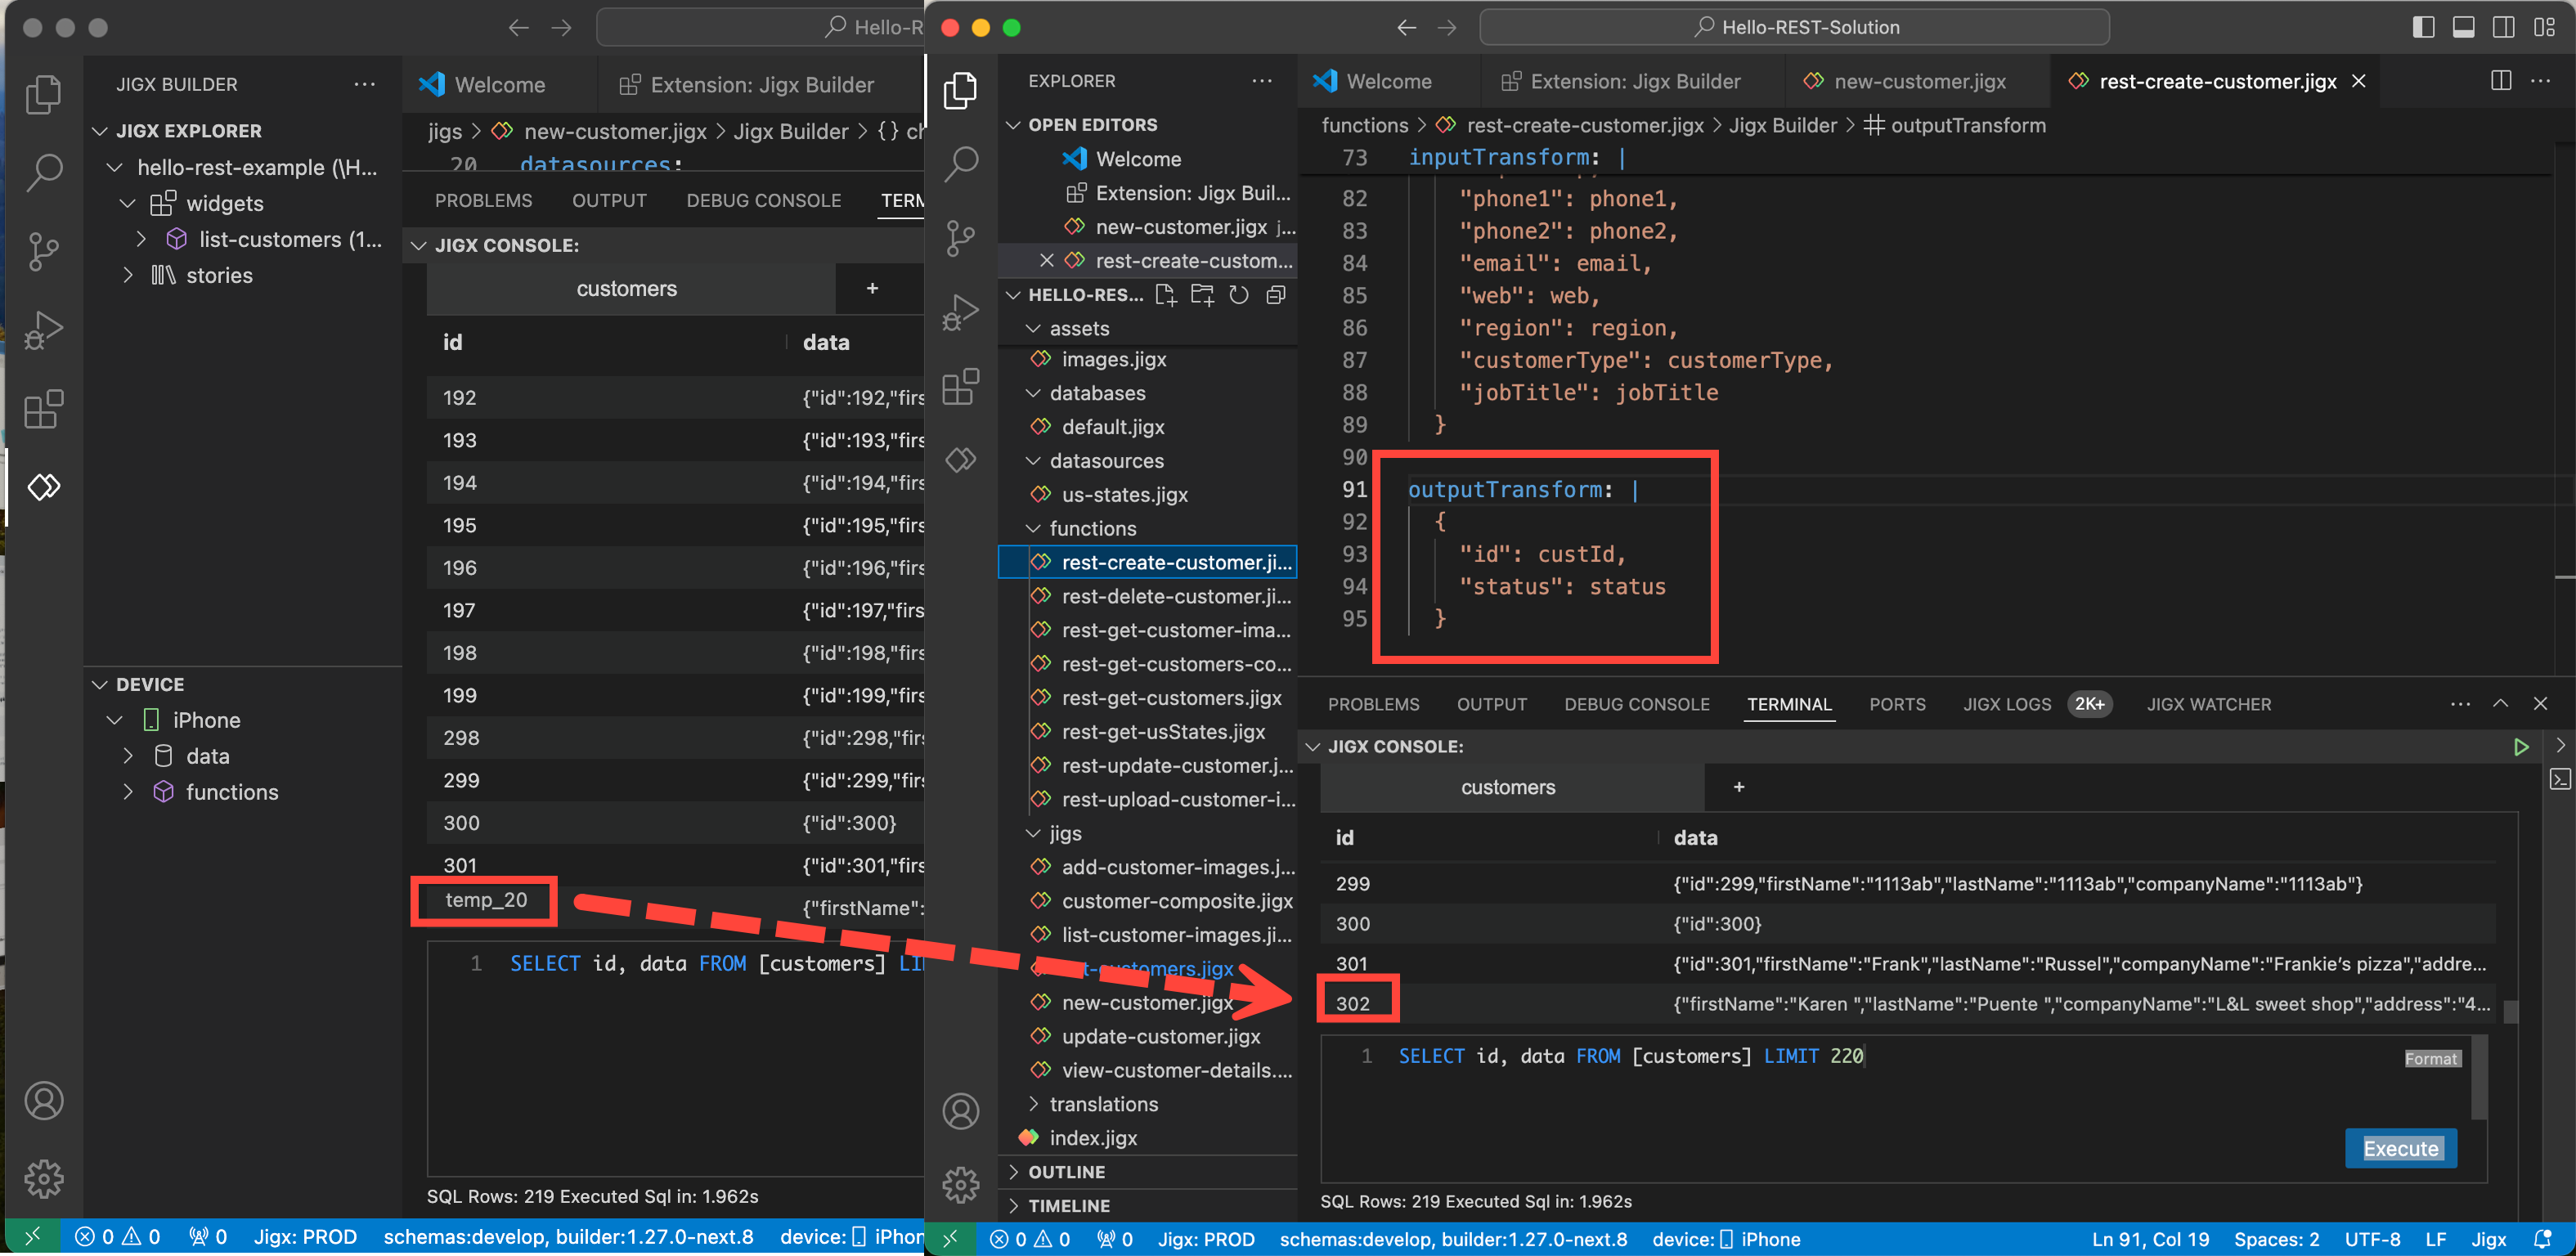 Hello-R
JIGX BUILDER
JIGX EXPLORER
hello-rest-example (\H...
widgets
list-customers (1...
stories
DEVICE
iPhone
data
functions
Welcome
Extension: Jigx Builder
jigs > new-customer.jigx > Jigx Builder > {} ch
20 datasources:
PROBLEMS OUTPUT DEBUG CONSOLE TERM
JIGX CONSOLE:
customers +
id data
192 {"id":192,"firs
193 {"id":193,"firs
194 {"id":194,"firs
195 {"id":195,"firs
196 {"id":196,"firs
197 {"id":197,"firs
198 {"id":198,"firs
199 {"id":199,"firs
298 {"id":298,"firs
299 {"id":299,"firs
300 {"id":300}
301 {"id":301,"firs
temp_20 {"firstName":
1 SELECT id, data FROM [customers] LI
SQL Rows: 219 Executed Sql in: 1.962s
0 0 0 Jigx: PROD schemas:develop, builder:1.27.0-next.8 device: iPhon
Hello-REST-Solution
EXPLORER
OPEN EDITORS
Welcome
Extension: Jigx Buil...
new-customer.jigx j...
rest-create-custom...
HELLO-RES...
assets
images.jigx
databases
default.jigx
datasources
us-states.jigx
functions
rest-create-customer.ji...
rest-delete-customer.ji...
rest-get-customer-ima...
rest-get-customers-co...
rest-get-customers.jigx
rest-get-usStates.jigx
rest-update-customer.j...
rest-upload-customer-i...
jigs
add-customer-images.j...
customer-composite.jigx
list-customer-images.ji...
t-customers.jigx
new-customer.jigx
update-customer.jigx
view-customer-details....
translations
index.jigx
OUTLINE
TIMELINE
Welcome
Extension: Jigx Builder
new-customer.jigx
rest-create-customer.jigx
functions > rest-create-customer.jigx > Jigx Builder > outputTransform
73 inputTransform: |
82 "phone1": phone1,
83 "phone2": phone2,
84 "email": email,
85 "web": web,
86 "region": region,
87 "customerType": customerType,
88 "jobTitle": jobTitle
89 }
90
91 outputTransform: |
92 {
93 "id": custId,
94 "status": status
95 }
PROBLEMS OUTPUT DEBUG CONSOLE TERMINAL PORTS JIGX LOGS 2K+ JIGX WATCHER
JIGX CONSOLE:
customers +
id data
299 {"id":299,"firstName":"1113ab","lastName":"1113ab","companyName":"1113ab"}
300 {"id":300}
301 {"id":301,"firstName":"Frank","lastName":"Russel","companyName":"Frankie’s pizza","addre...
302 {"firstName":"Karen ","lastName":"Puente ","companyName":"L&L sweet shop","address":"4...
1 SELECT id, data FROM [customers] LIMIT 220
Format
Execute
SQL Rows: 219 Executed Sql in: 1.962s
0 0 0 Jigx: PROD schemas:develop, builder:1.27.0-next.8 device: iPhone Ln 91, Col 19 Spaces: 2 UTF-8 LF Jigx